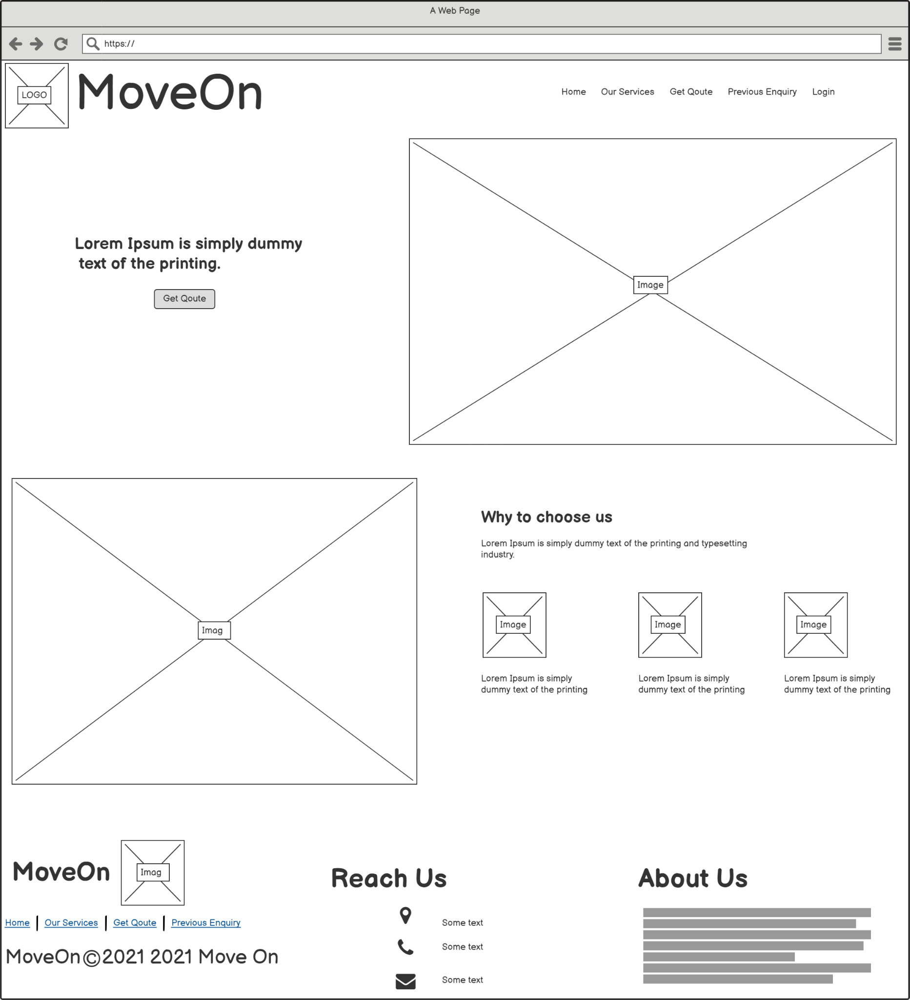 A Web Page
https://
LOGO
MoveOn
Home
Our Services
Get Qoute
Previous Enquiry
Login
Image
Lorem Ipsum is simply dummy
text of the printing.
Get Qoute
Imag
Why to choose us
Lorem Ipsum is simply dummy text of the printing and typesetting
industry.
Image
Image
Image
Lorem Ipsum is simply
dummy text of the printing
Lorem Ipsum is simply
dummy text of the printing
Lorem Ipsum is simply
dummy text of the printing
MoveOn
Imag
Home
Our Services
Get Qoute
Previous Enquiry
MoveOn©2021 2021 Move On
Reach Us
Some text
Some text
Some text
About Us